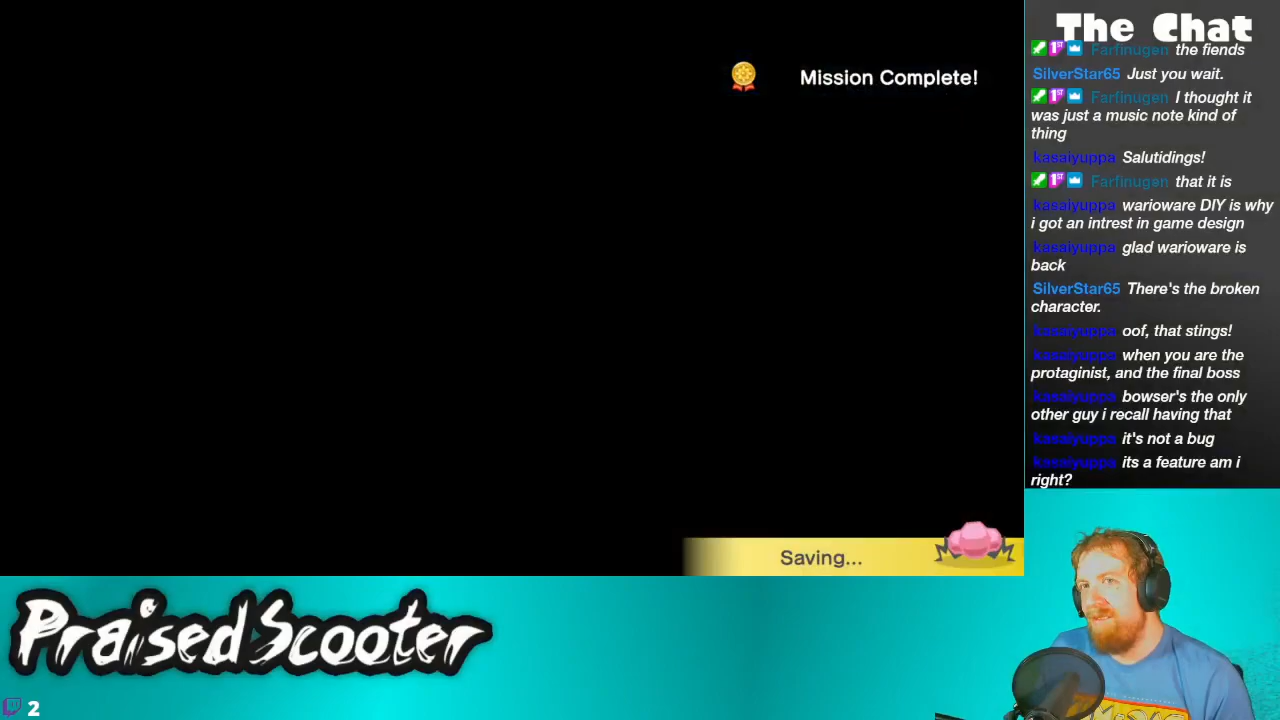 Mission Complete!
Saving...
The Chat
Farfinugen the fiends
SilverStar65 Just you wait.
1ST Farfinugen I thought it
was just a music note kind of
thing
kasaiyuppa Salutidings!
1ST Farfinugen that it is
kasaiyuppa warioware DIY is why
i got an intrest in game design
kasaiyuppa glad warioware is
back
SilverStar65 There's the broken
character.
kasaiyuppa oof, that stings!
kasaiyuppa when you are the
protaginist, and the final boss
kasaiyuppa bowser's the only
other guy i recall having that
kasaiyuppa it's not a bug
kasaiyuppa its a feature am i
right?
PraisedScooter
2